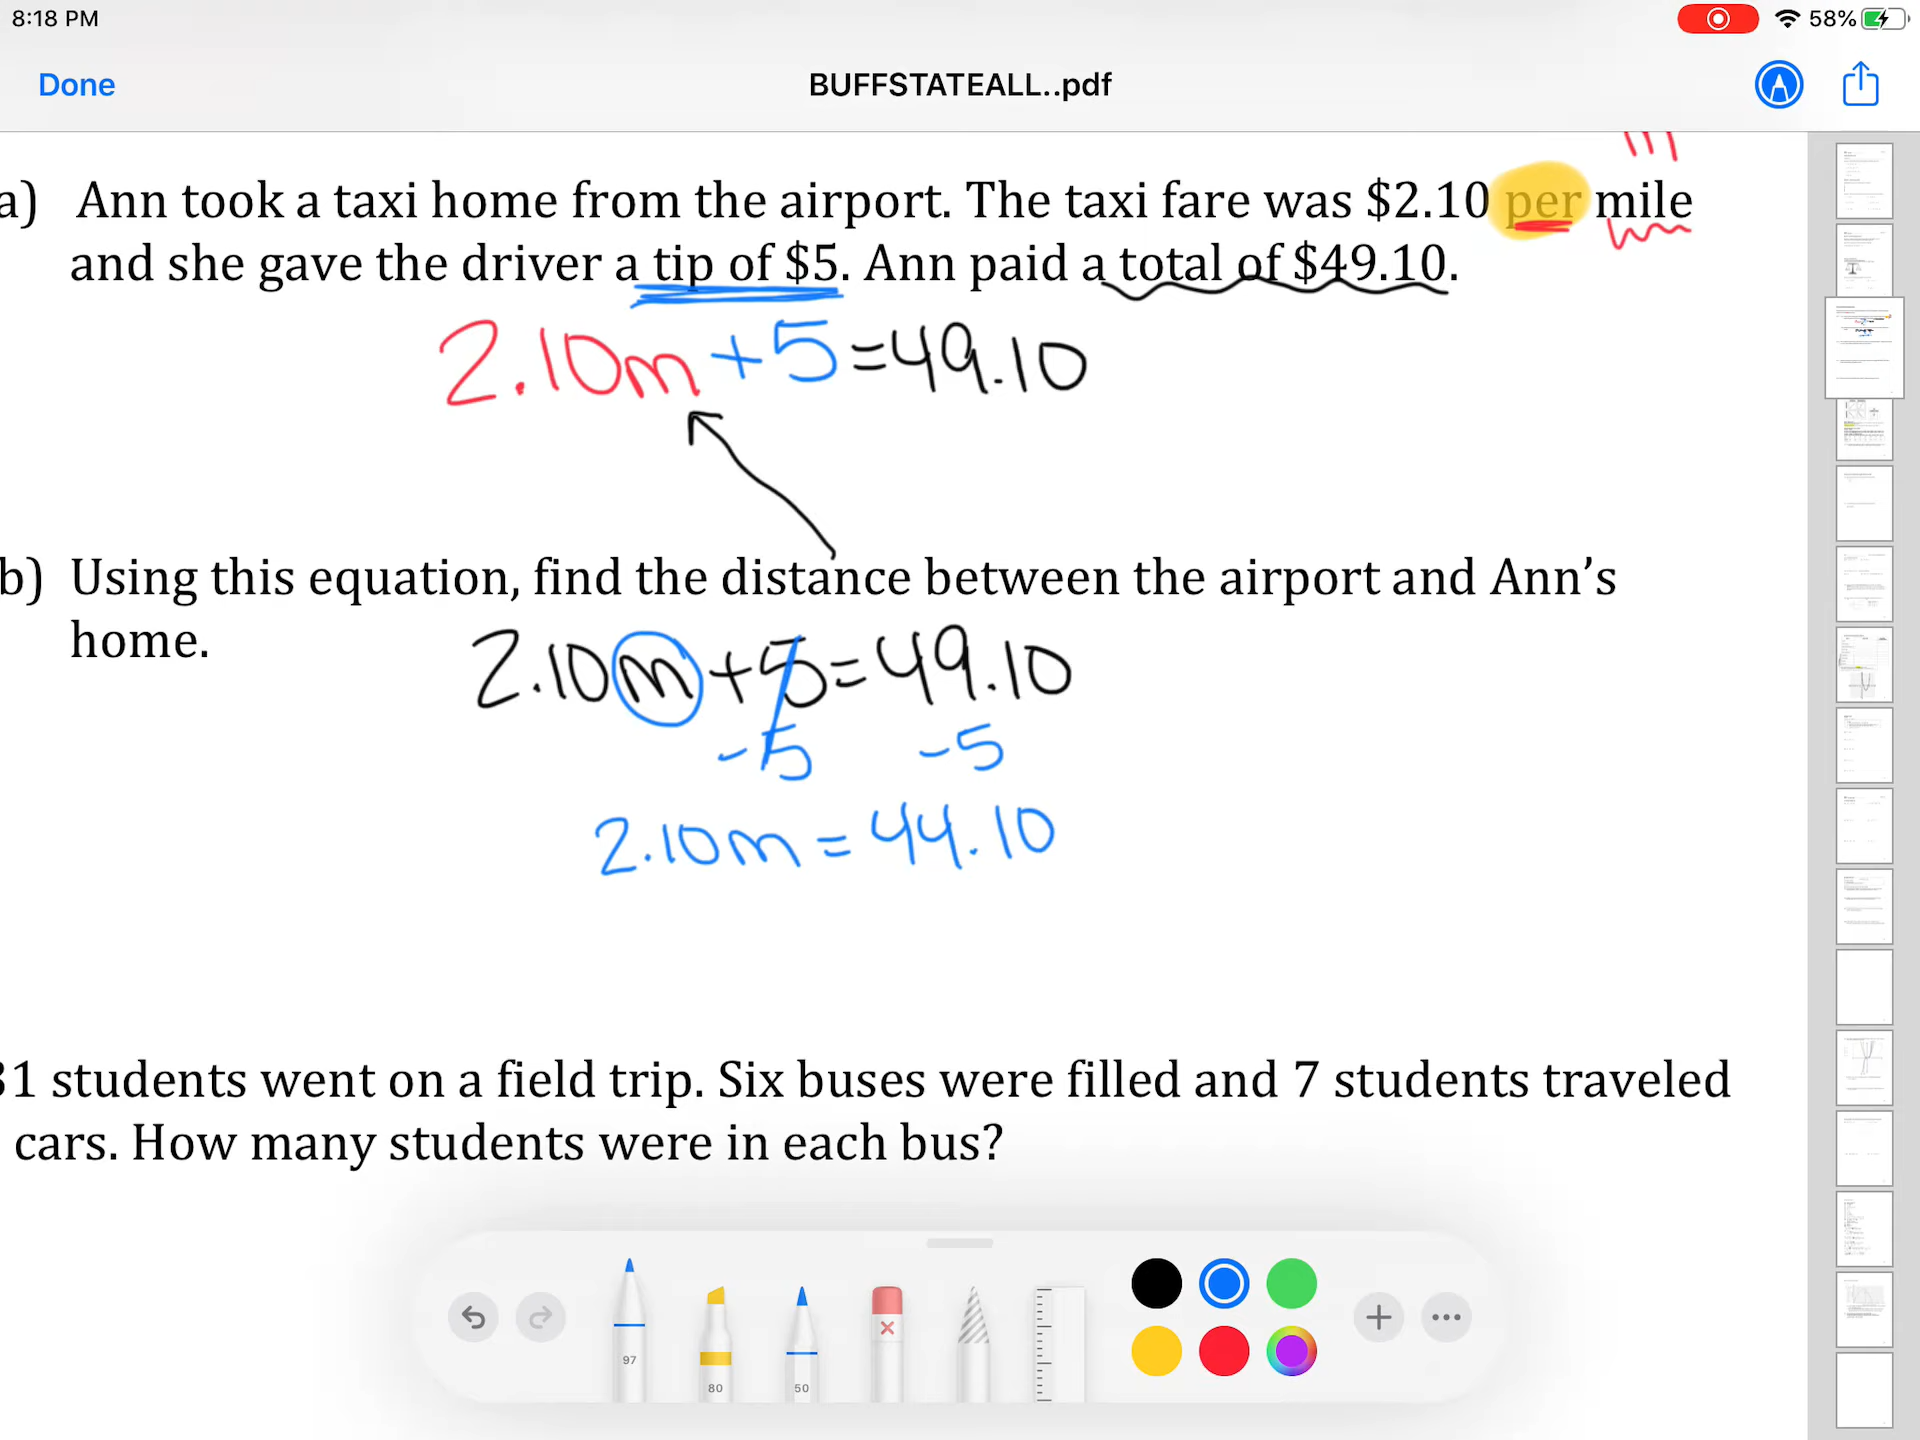 8:18 PM
58%
Done
BUFFSTATEALL..pdf
a) Ann took a taxi home from the airport. The taxi fare was $2.10 per mile
and she gave the driver a tip of $5. Ann paid a total of $49.10.
2.10m +5 =49.10
b) Using this equation, find the distance between the airport and Ann's
home.
2.10m+5=49.10
-5 -5
2.10m = 44.10
31 students went on a field trip. Six buses were filled and 7 students traveled
cars. How many students were in each bus?
97
80
50